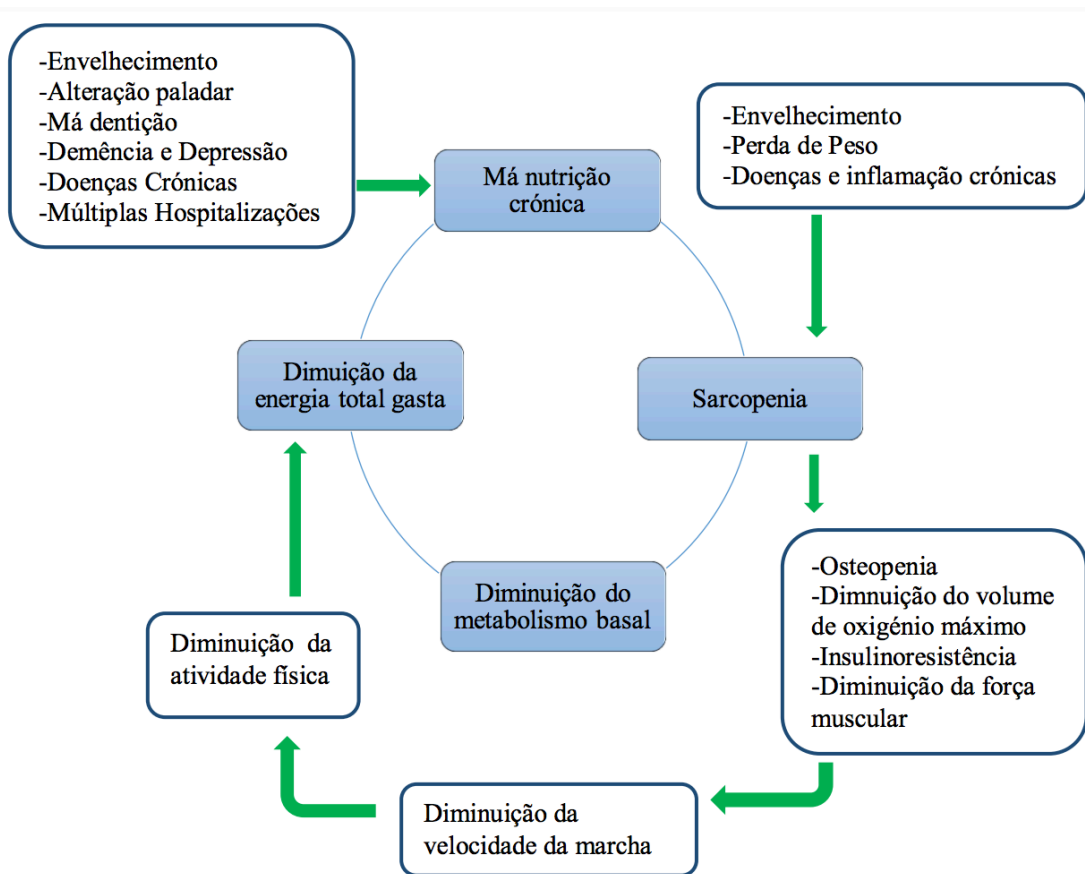 -Envelhecimento
-Alteração paladar
-Má dentição
-Demência e Depressão
-Doenças Crónicas
-Múltiplas Hospitalizações
-Envelhecimento
-Perda de Peso
-Doenças e inflamação crónicas
Má nutrição
crónica
Dimuição da
energia total gasta
Sarcopenia
Diminuição do
metabolismo basal
-Osteopenia
-Dimnuição do volume
de oxigénio máximo
-Insulinoresistência
-Diminuição da força
muscular
Diminuição da
atividade física
Diminuição da
velocidade da marcha